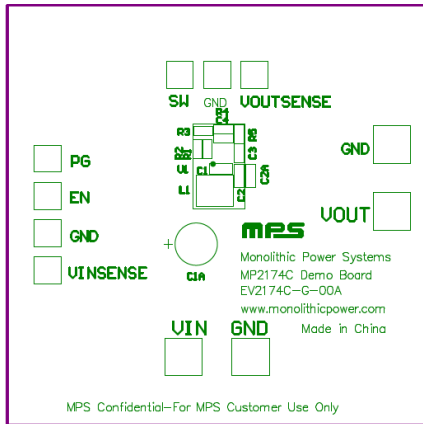 SW GND VOUTSENSE
R4
C4
R3
R5
R2
R1
C3
U1 C1
L1
C2
C2A
GND
PG
EN
GND
VINSENSE
VOUT
C1A
MPS
Monolithic Power Systems
MP2174C Demo Board
EV2174C-G-00A
www.monolithicpower.com
Made in China
VIN GND
MPS Confidential-For MPS Customer Use Only